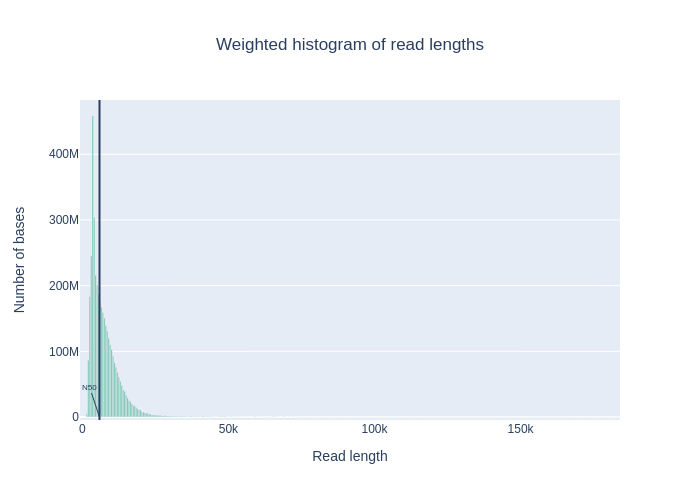 Weighted histogram of read lengths
Number of bases
400M
300M
200M
100M
0
N50
0
50k
100k
150k
Read length